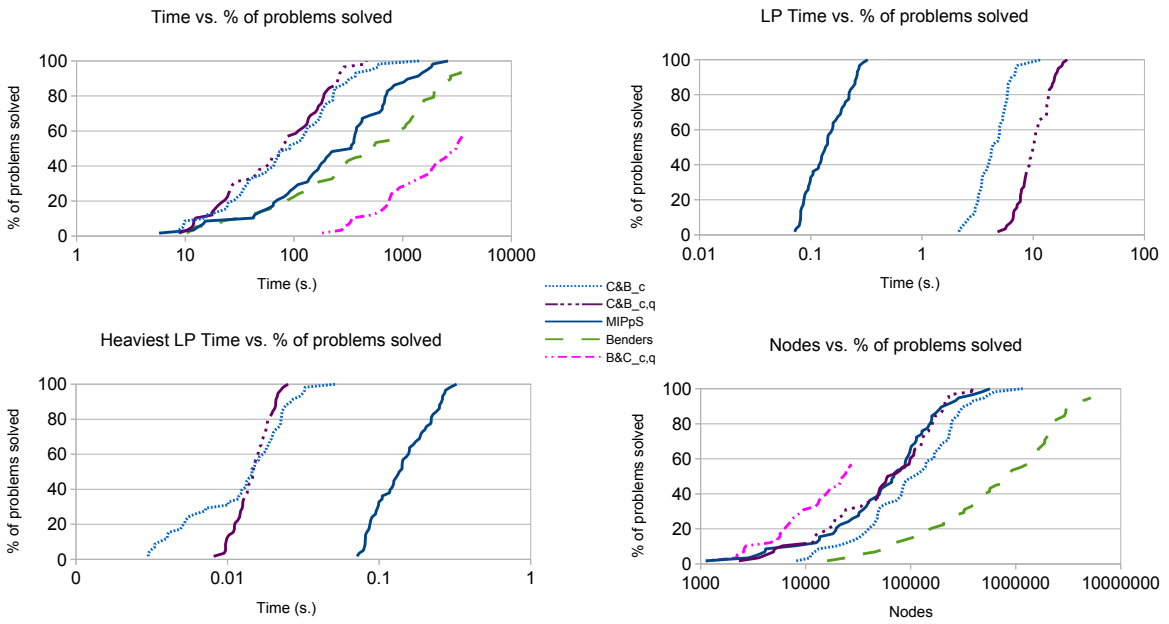 Time vs. % of problems solved
% of problems solved
100
80
60
40
20
0
1
10
100
1000
10000
Time (s.)
LP Time vs. % of problems solved
% of problems solved
100
80
60
40
20
0
0.01
0.1
1
10
100
Time (s.)
C&B_c
C&B_c,q
MIPpS
Benders
B&C_c,q
Heaviest LP Time vs. % of problems solved
% of problems solved
100
80
60
40
20
0
0
0.01
0.1
1
Time (s.)
Nodes vs. % of problems solved
% of problems solved
100
80
60
40
20
0
1000
10000
100000
1000000
10000000
Nodes